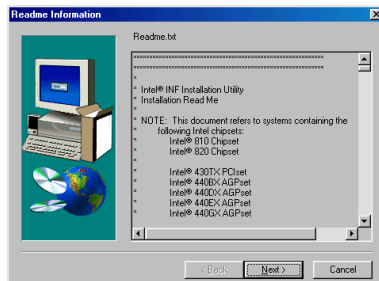 Readme Information
Readme.txt
************************************************************
************************************************************
*
* Intel® INF Installation Utility
* Installation Read Me
*
* NOTE: This document refers to systems containing the
* following Intel chipsets:
* Intel® 810 Chipset
* Intel® 820 Chipset
*
* Intel® 430TX PCIset
* Intel® 440BX AGPset
* Intel® 440DX AGPset
* Intel® 440EX AGPset
* Intel® 440GX AGPset
< Back
Next >
Cancel